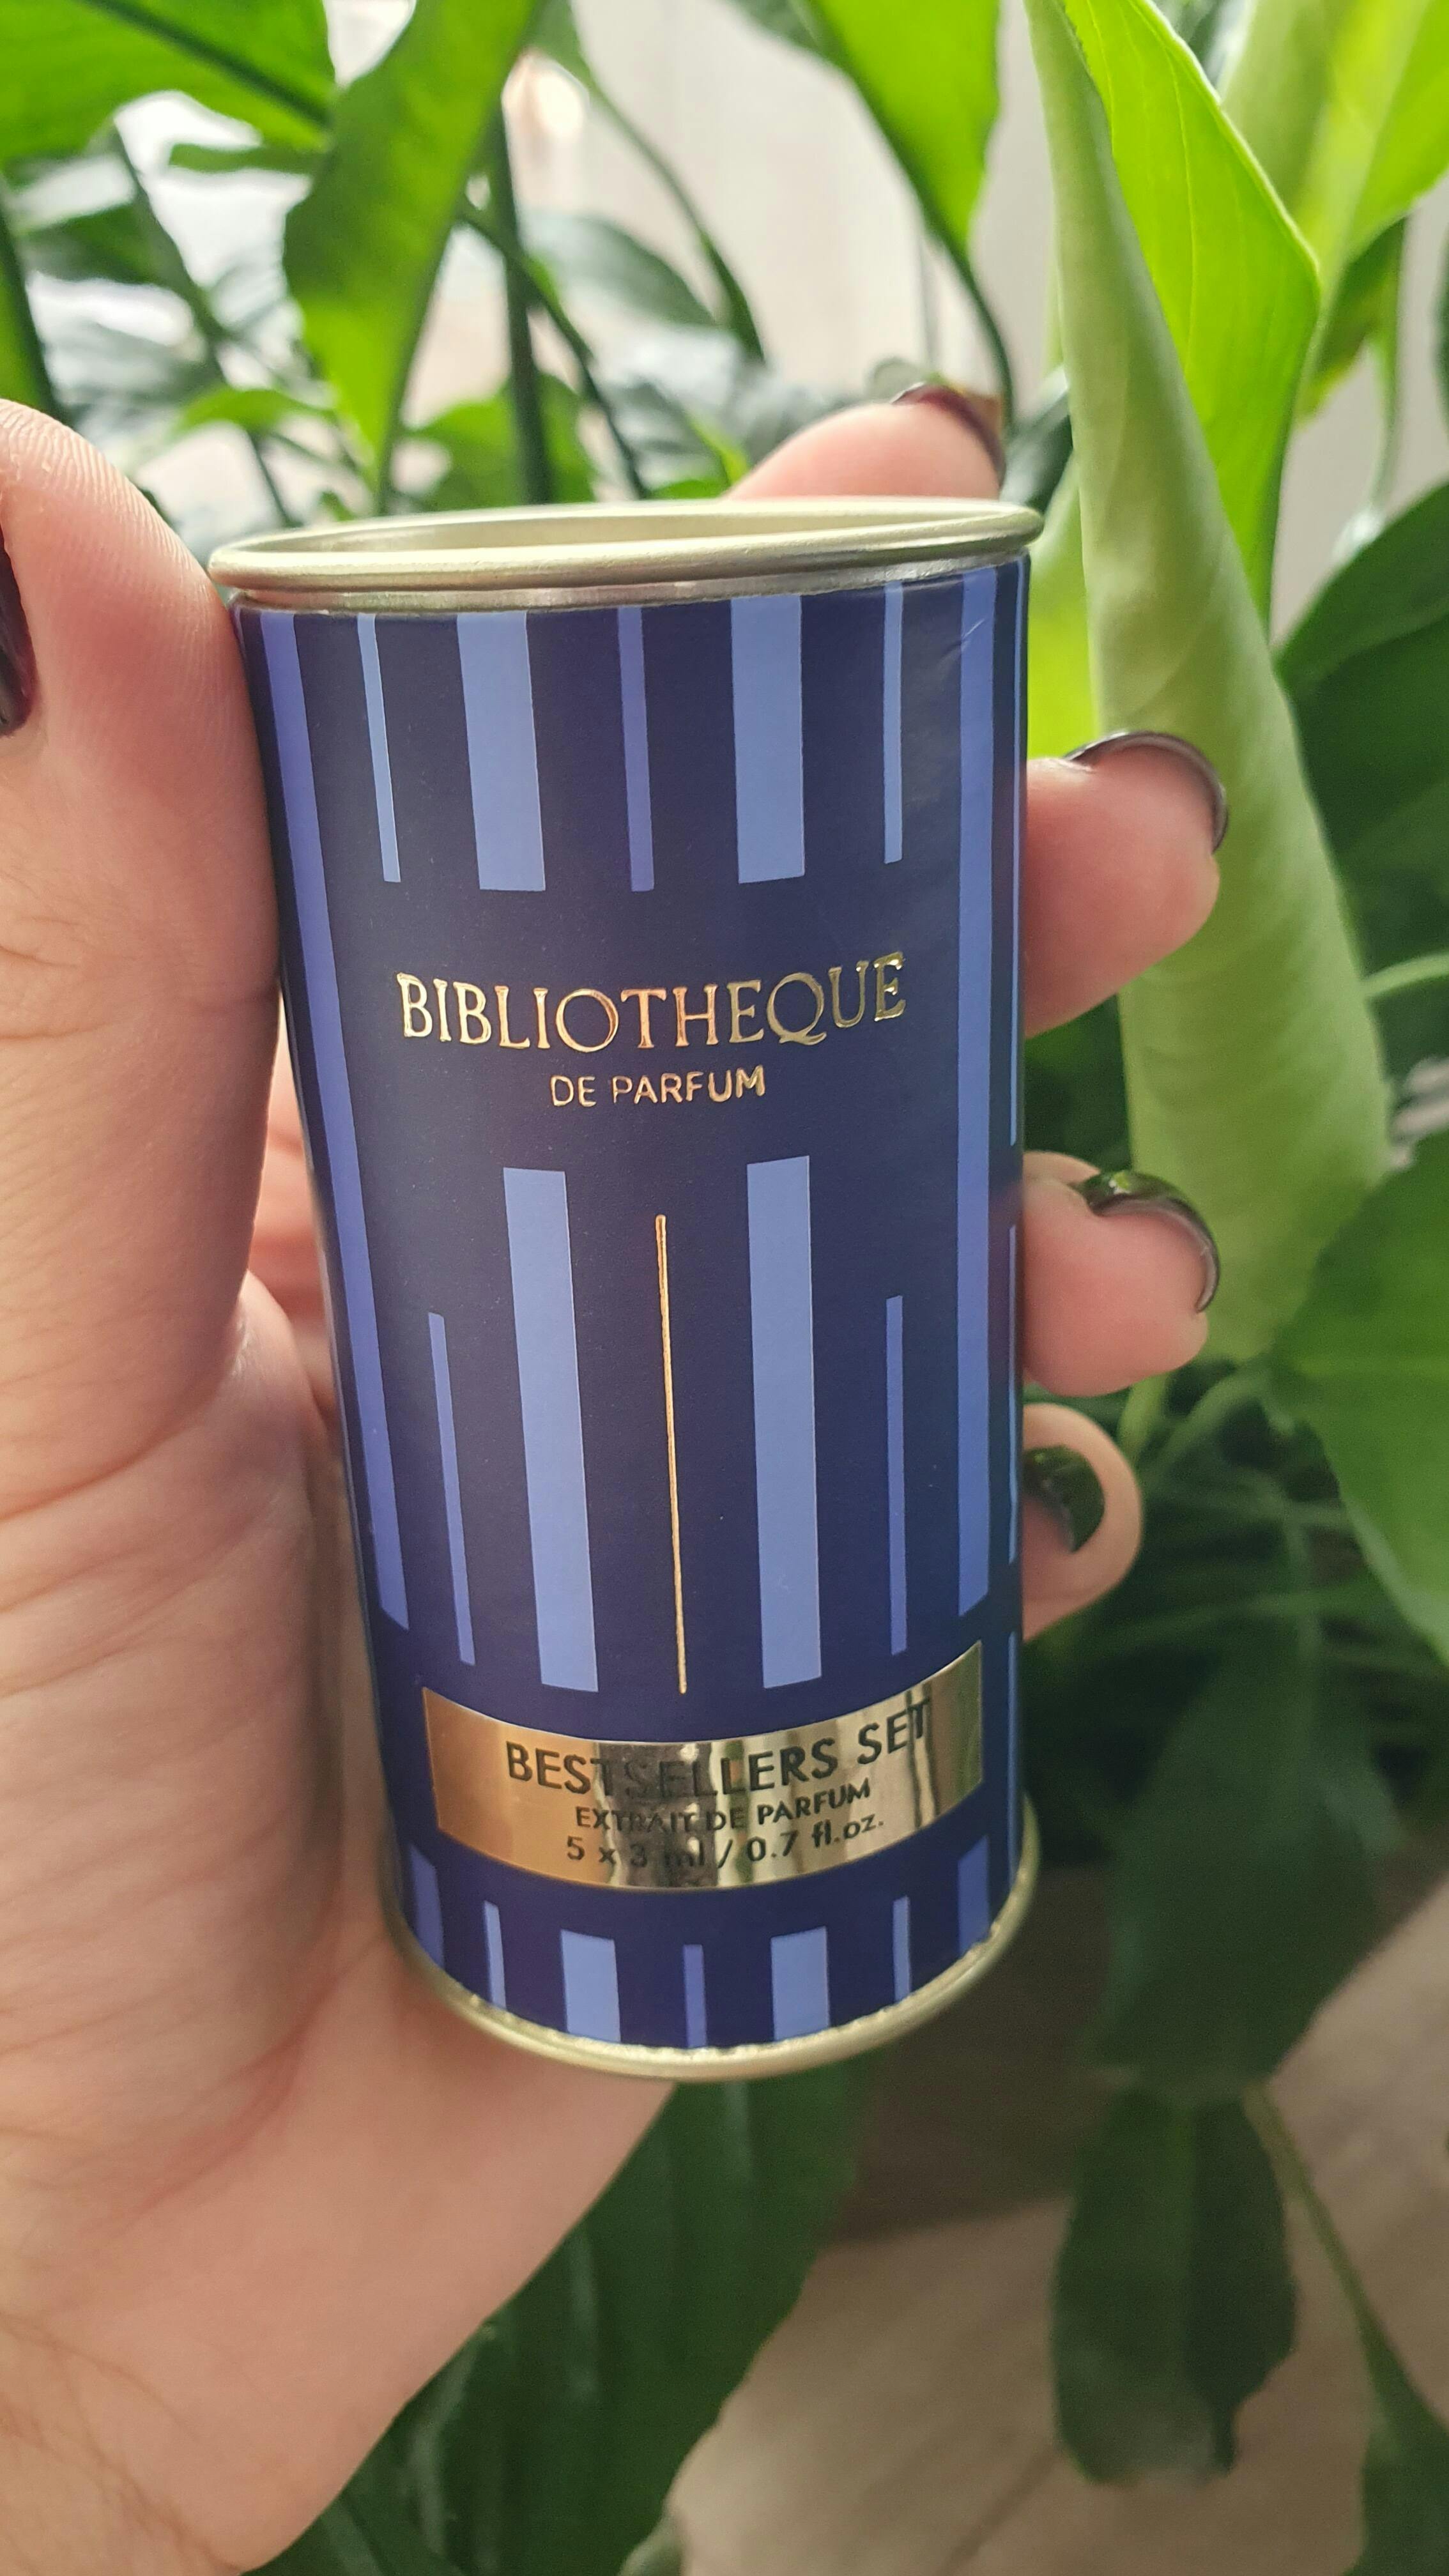 BIBLIOTHEQUE
DE PARFUM
BESTSELLERS SET
EXTRAIT DE PARFUM
5 x 3 ml / 0.7 fl.oz.